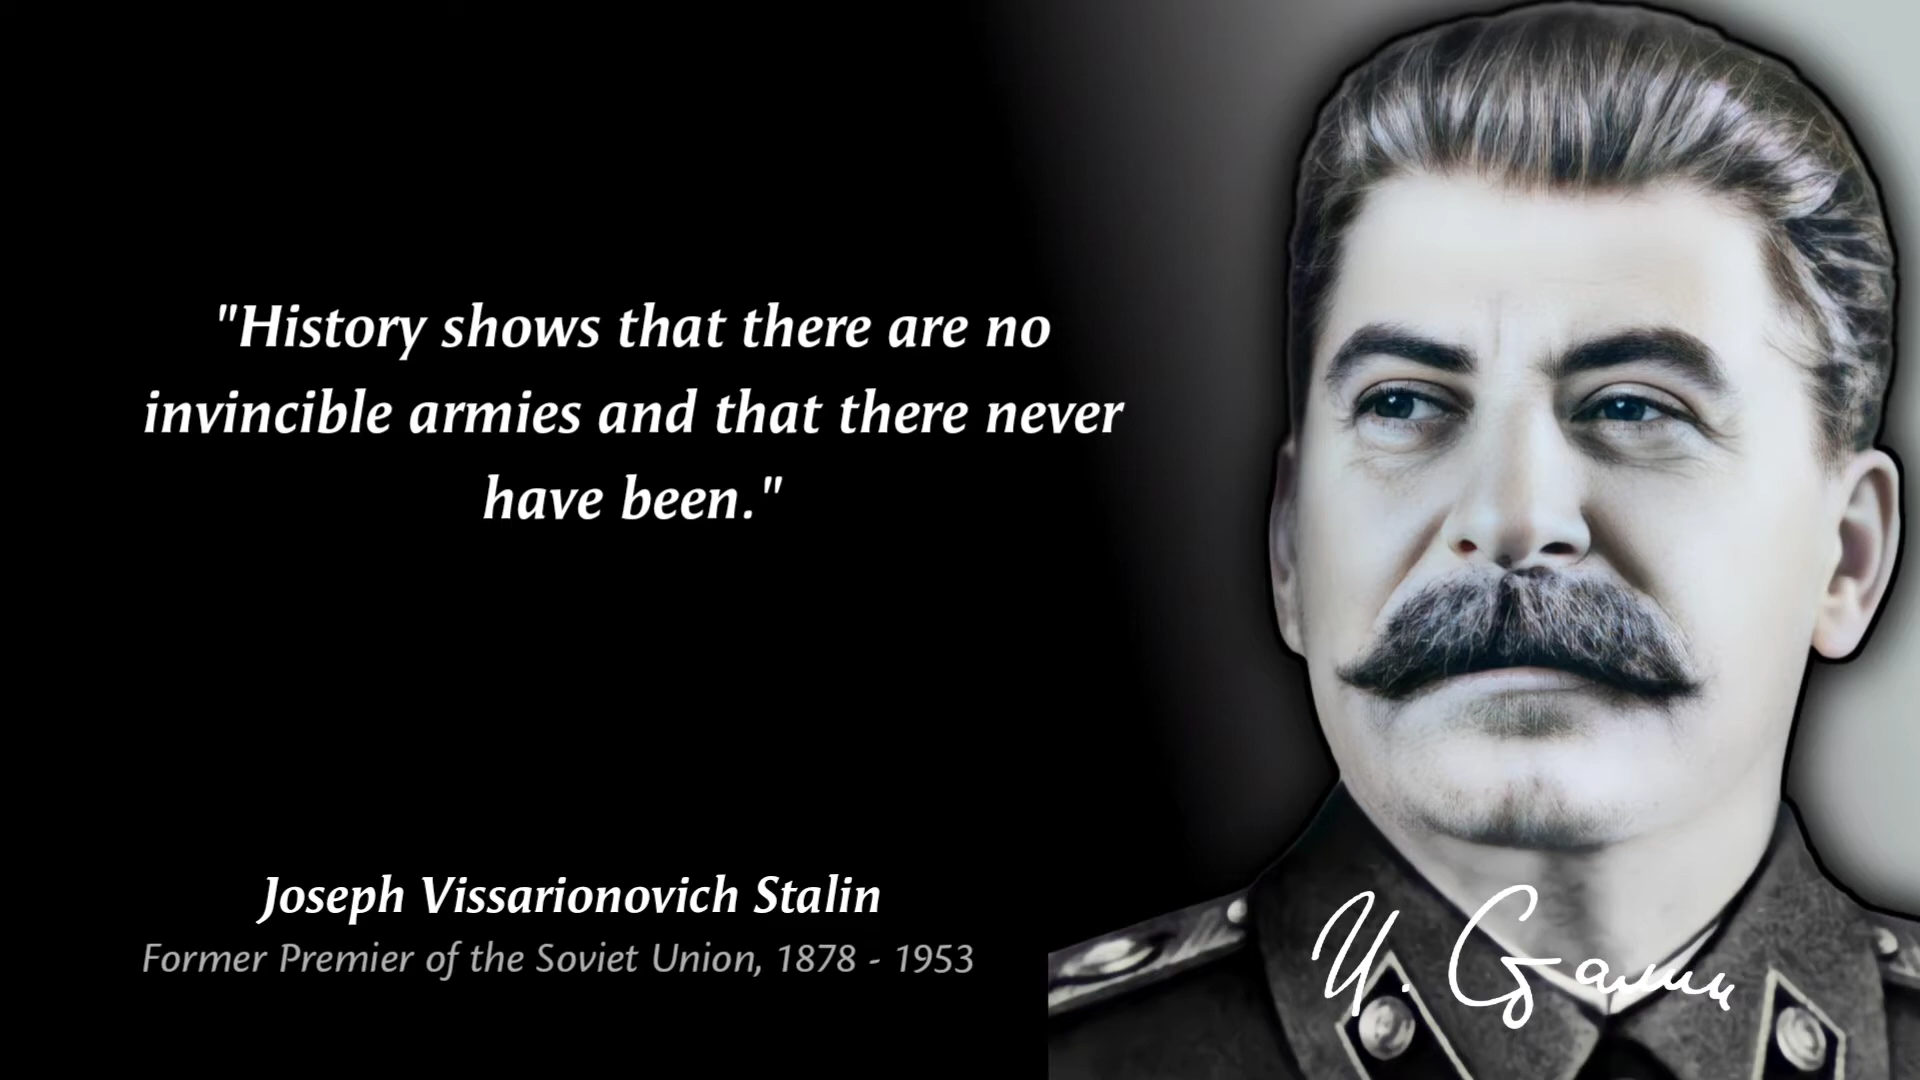 "History shows that there are no
invincible armies and that there never
have been."
Joseph Vissarionovich Stalin
Former Premier of the Soviet Union, 1878 - 1953
И. Сталин